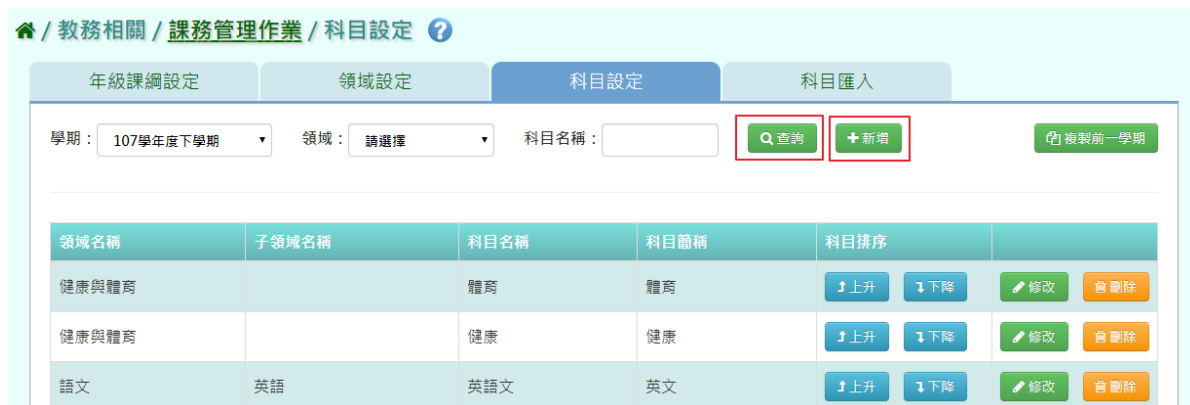 / 教務相關 / 課務管理作業 / 科目設定 ?
年級課綱設定 領域設定 科目設定 科目匯入
學期： 107學年度下學期 領域： 請選擇 科目名稱： 查詢 新增 複製前一學期
領域名稱 子領域名稱 科目名稱 科目簡稱 科目排序
健康與體育 體育 體育 上升 下降 修改 刪除
健康與體育 健康 健康 上升 下降 修改 刪除
語文 英語 英語文 英文 上升 下降 修改 刪除